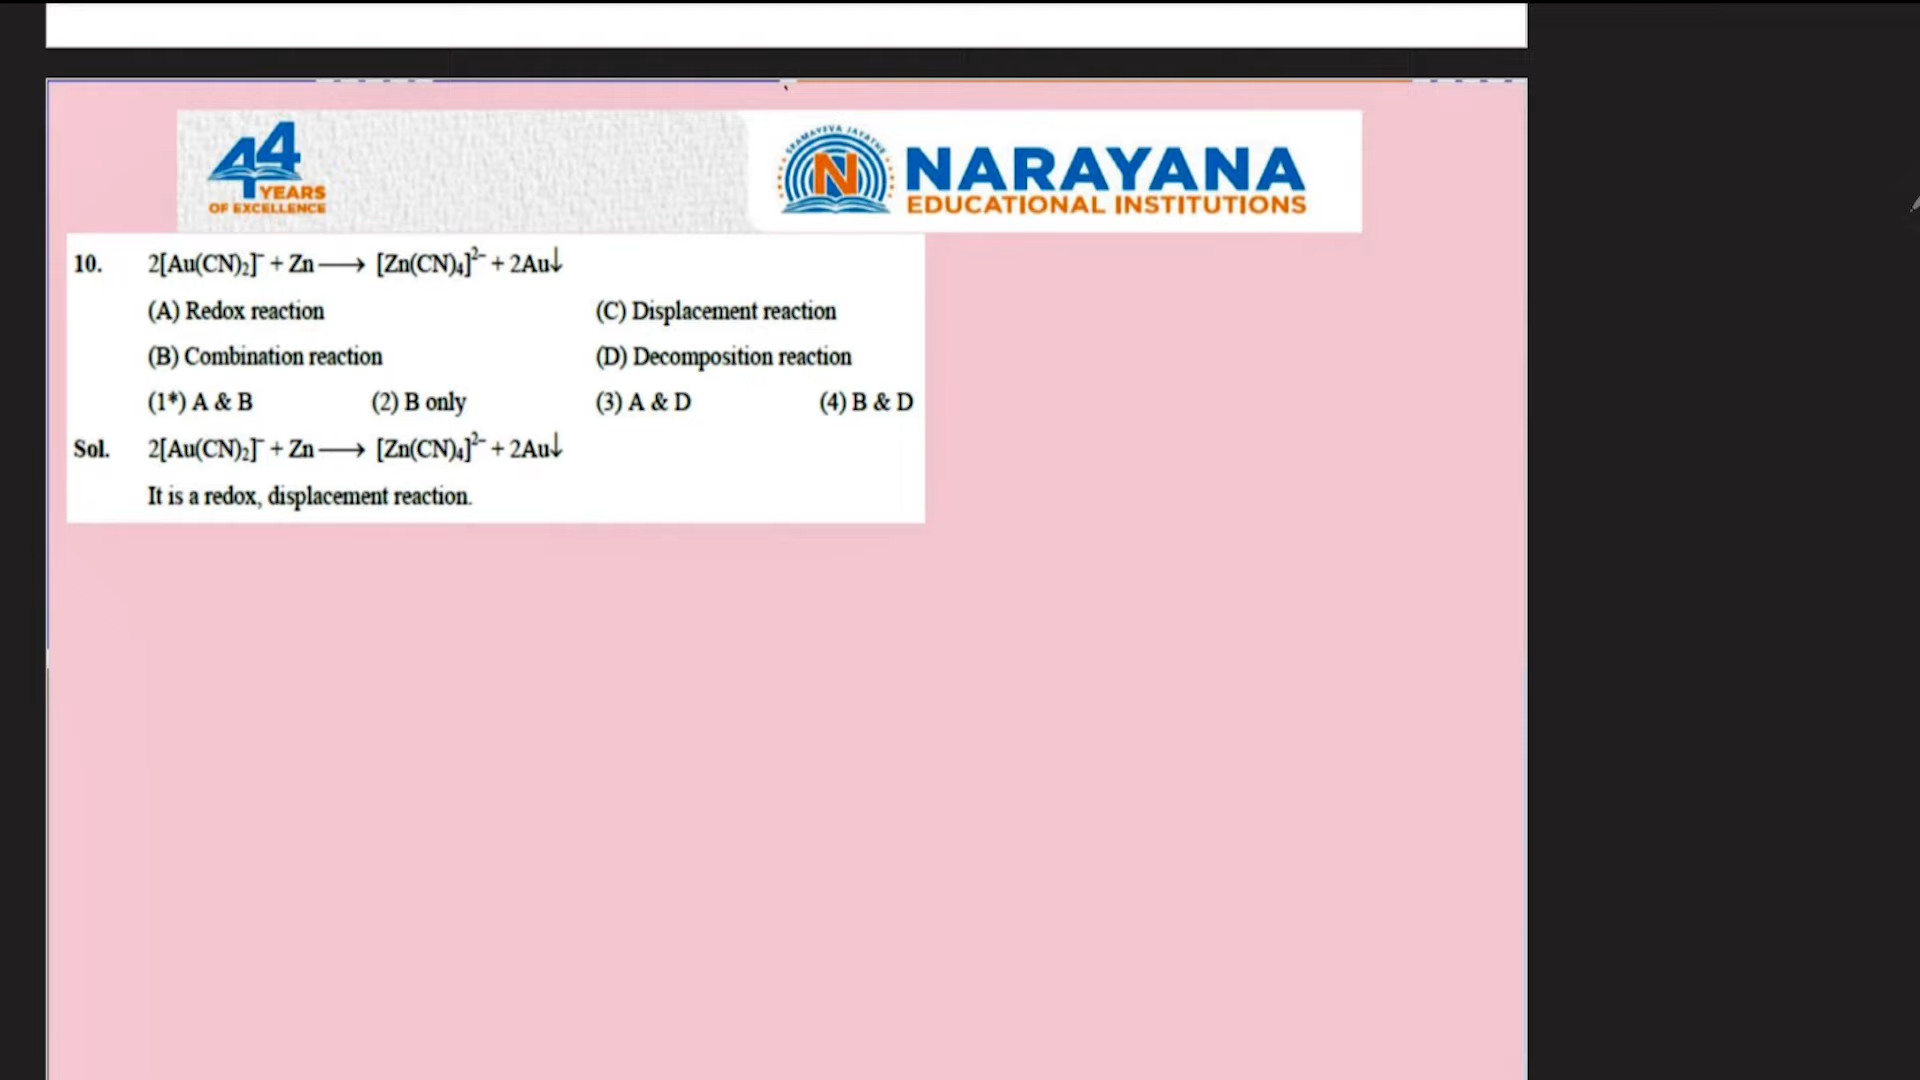 44
YEARS
OF EXCELLENCE
SRAMAYEVA JAYATHE
N
NARAYANA
EDUCATIONAL INSTITUTIONS
10. 2[Au(CN)₂]⁻ + Zn ⟶ [Zn(CN)₄]²⁻ + 2Au↓
(A) Redox reaction (C) Displacement reaction
(B) Combination reaction (D) Decomposition reaction
(1*) A & B (2) B only (3) A & D (4) B & D
Sol. 2[Au(CN)₂]⁻ + Zn ⟶ [Zn(CN)₄]²⁻ + 2Au↓
It is a redox, displacement reaction.